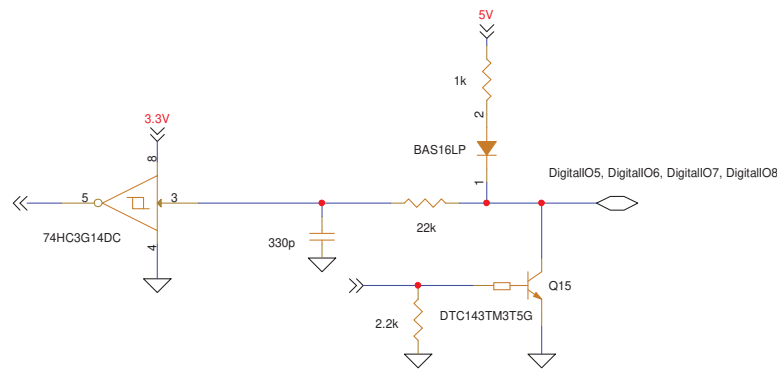 5V
1k
2
3.3V
BAS16LP
8
DigitalIO5, DigitalIO6, DigitalIO7, DigitalIO8
1
5
3
22k
74HC3G14DC
4
330p
Q15
DTC143TM3T5G
2.2k